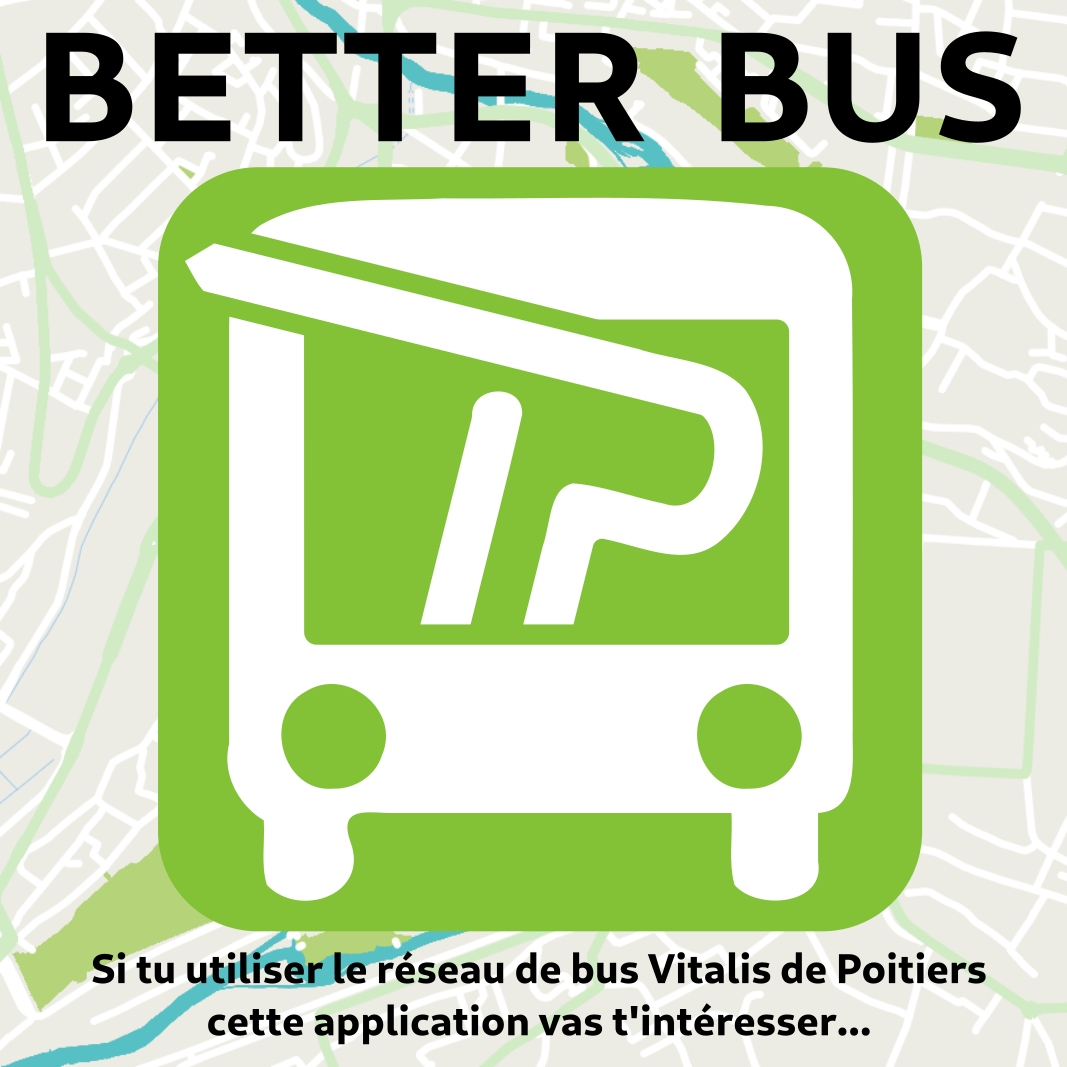 BETTER BUS
Si tu utiliser le réseau de bus Vitalis de Poitiers
cette application vas t'intéresser...